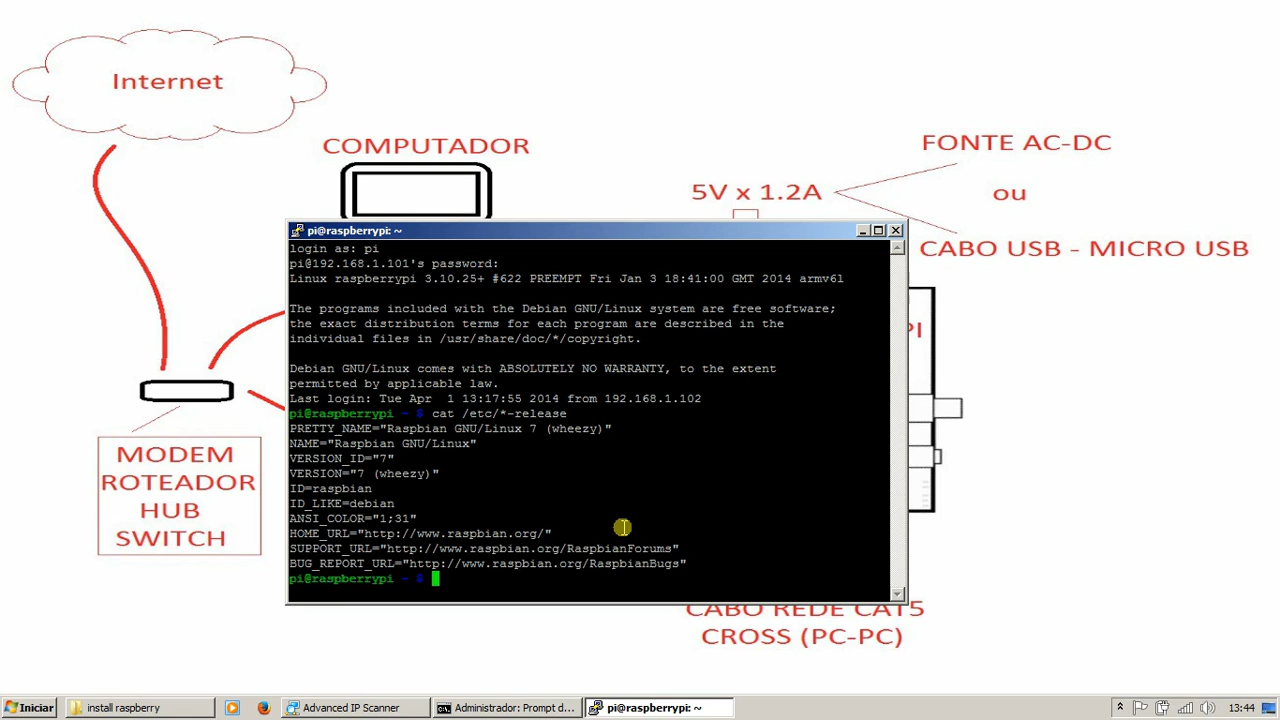 Internet
COMPUTADOR
5V x 1.2A
FONTE AC-DC
ou
CABO USB - MICRO USB
PI
MODEM
ROTEADOR
HUB
SWITCH
pi@raspberrypi: ~
login as: pi
pi@192.168.1.101's password:
Linux raspberrypi 3.10.25+ #622 PREEMPT Fri Jan 3 18:41:00 GMT 2014 armv6l
The programs included with the Debian GNU/Linux system are free software;
the exact distribution terms for each program are described in the
individual files in /usr/share/doc/*/copyright.
Debian GNU/Linux comes with ABSOLUTELY NO WARRANTY, to the extent
permitted by applicable law.
Last login: Tue Apr  1 13:17:55 2014 from 192.168.1.102
pi@raspberrypi ~ $ cat /etc/*-release
PRETTY_NAME="Raspbian GNU/Linux 7 (wheezy)"
NAME="Raspbian GNU/Linux"
VERSION_ID="7"
VERSION="7 (wheezy)"
ID=raspbian
ID_LIKE=debian
ANSI_COLOR="1;31"
HOME_URL="http://www.raspbian.org/"
SUPPORT_URL="http://www.raspbian.org/RaspbianForums"
BUG_REPORT_URL="http://www.raspbian.org/RaspbianBugs"
pi@raspberrypi ~ $
CABO REDE CAT5
CROSS (PC-PC)
Iniciar
install raspberry
Advanced IP Scanner
Administrador: Prompt d...
pi@raspberrypi: ~
13:44